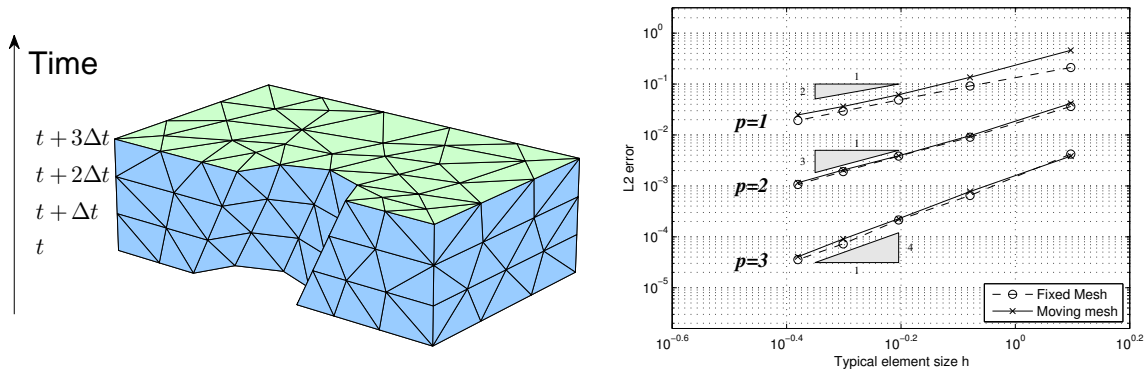 Time
t + 3Δt
t + 2Δt
t + Δt
t
10^0
10^-1
10^-2
10^-3
10^-4
10^-5
L2 error
1
2
p=1
1
3
p=2
4
1
p=3
Fixed Mesh
Moving mesh
10^-0.6
10^-0.4
10^-0.2
10^0
10^0.2
Typical element size h